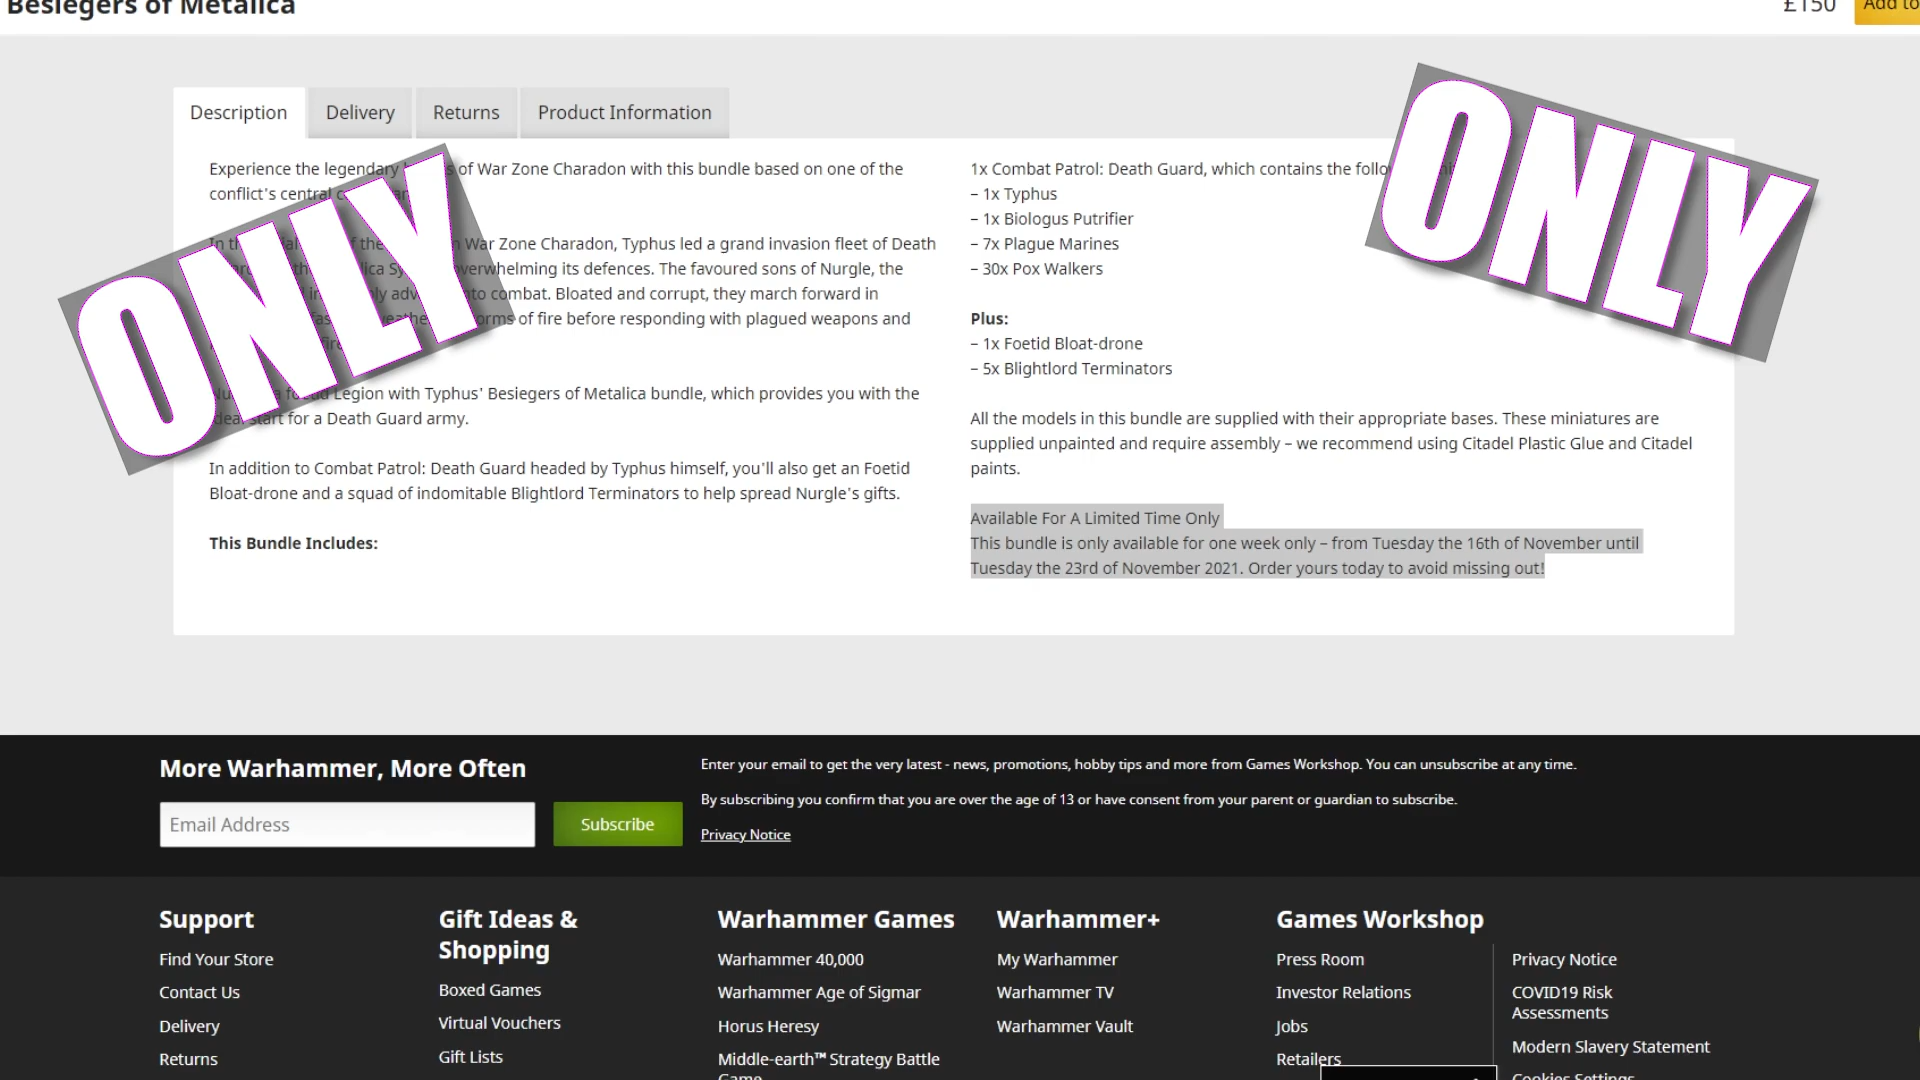 Besiegers of Metalica
£150
Add to
Description
Delivery
Returns
Product Information
Experience the legendary of War Zone Charadon with this bundle based on one of the
conflict's central
In the of the War Zone Charadon, Typhus led a grand invasion fleet of Death
overwhelming its defences. The favoured sons of Nurgle, the
into combat. Bloated and corrupt, they march forward in
of fire before responding with plagued weapons and
Legion with Typhus' Besiegers of Metalica bundle, which provides you with the
start for a Death Guard army.
In addition to Combat Patrol: Death Guard headed by Typhus himself, you'll also get an Foetid
Bloat-drone and a squad of indomitable Blightlord Terminators to help spread Nurgle's gifts.
This Bundle Includes:
ONLY
1x Combat Patrol: Death Guard, which contains the
– 1x Typhus
– 1x Biologus Putrifier
– 7x Plague Marines
– 30x Pox Walkers
Plus:
– 1x Foetid Bloat-drone
– 5x Blightlord Terminators
All the models in this bundle are supplied with their appropriate bases. These miniatures are
supplied unpainted and require assembly – we recommend using Citadel Plastic Glue and Citadel
paints.
Available For A Limited Time Only
This bundle is only available for one week only – from Tuesday the 16th of November until
Tuesday the 23rd of November 2021. Order yours today to avoid missing out!
ONLY
More Warhammer, More Often
Email Address
Subscribe
Enter your email to get the very latest - news, promotions, hobby tips and more from Games Workshop. You can unsubscribe at any time.
By subscribing you confirm that you are over the age of 13 or have consent from your parent or guardian to subscribe.
Privacy Notice
Support
Find Your Store
Contact Us
Delivery
Returns
Gift Ideas &
Shopping
Boxed Games
Virtual Vouchers
Gift Lists
Warhammer Games
Warhammer 40,000
Warhammer Age of Sigmar
Horus Heresy
Middle-earth™ Strategy Battle
Game
Warhammer+
My Warhammer
Warhammer TV
Warhammer Vault
Games Workshop
Press Room
Investor Relations
Jobs
Retailers
Privacy Notice
COVID19 Risk
Assessments
Modern Slavery Statement
Cookies Settings